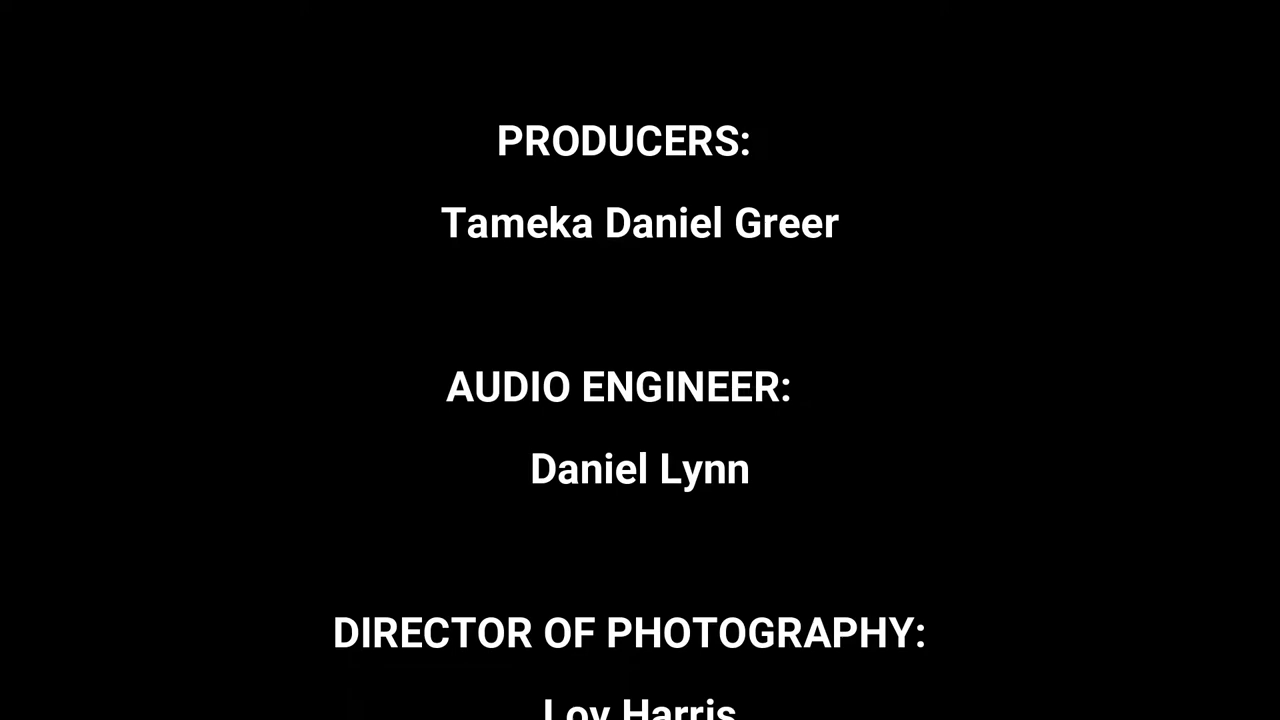 PRODUCERS:
Tameka Daniel Greer
AUDIO ENGINEER:
Daniel Lynn
DIRECTOR OF PHOTOGRAPHY:
Harris